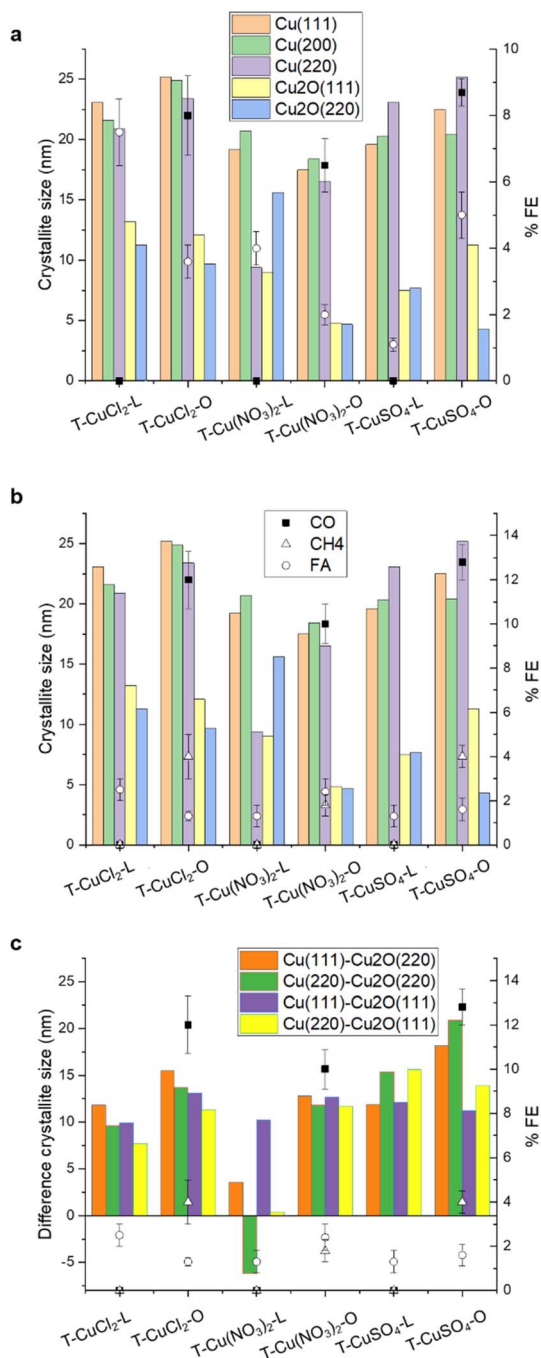 a
Cu(111)
Cu(200)
Cu(220)
Cu2O(111)
Cu2O(220)
Crystallite size (nm)
25
20
15
10
5
0
% FE
10
8
6
4
2
0
T-CuCl₂-L
T-CuCl₂-O
T-Cu(NO₃)₂-L
T-Cu(NO₃)₂-O
T-CuSO₄-L
T-CuSO₄-O
b
CO
CH4
FA
Crystallite size (nm)
25
20
15
10
5
0
% FE
14
12
10
8
6
4
2
0
T-CuCl₂-L
T-CuCl₂-O
T-Cu(NO₃)₂-L
T-Cu(NO₃)₂-O
T-CuSO₄-L
T-CuSO₄-O
c
Cu(111)-Cu2O(220)
Cu(220)-Cu2O(220)
Cu(111)-Cu2O(111)
Cu(220)-Cu2O(111)
Difference crystallite size (nm)
25
20
15
10
5
0
-5
% FE
14
12
10
8
6
4
2
0
T-CuCl₂-L
T-CuCl₂-O
T-Cu(NO₃)₂-L
T-Cu(NO₃)₂-O
T-CuSO₄-L
T-CuSO₄-O